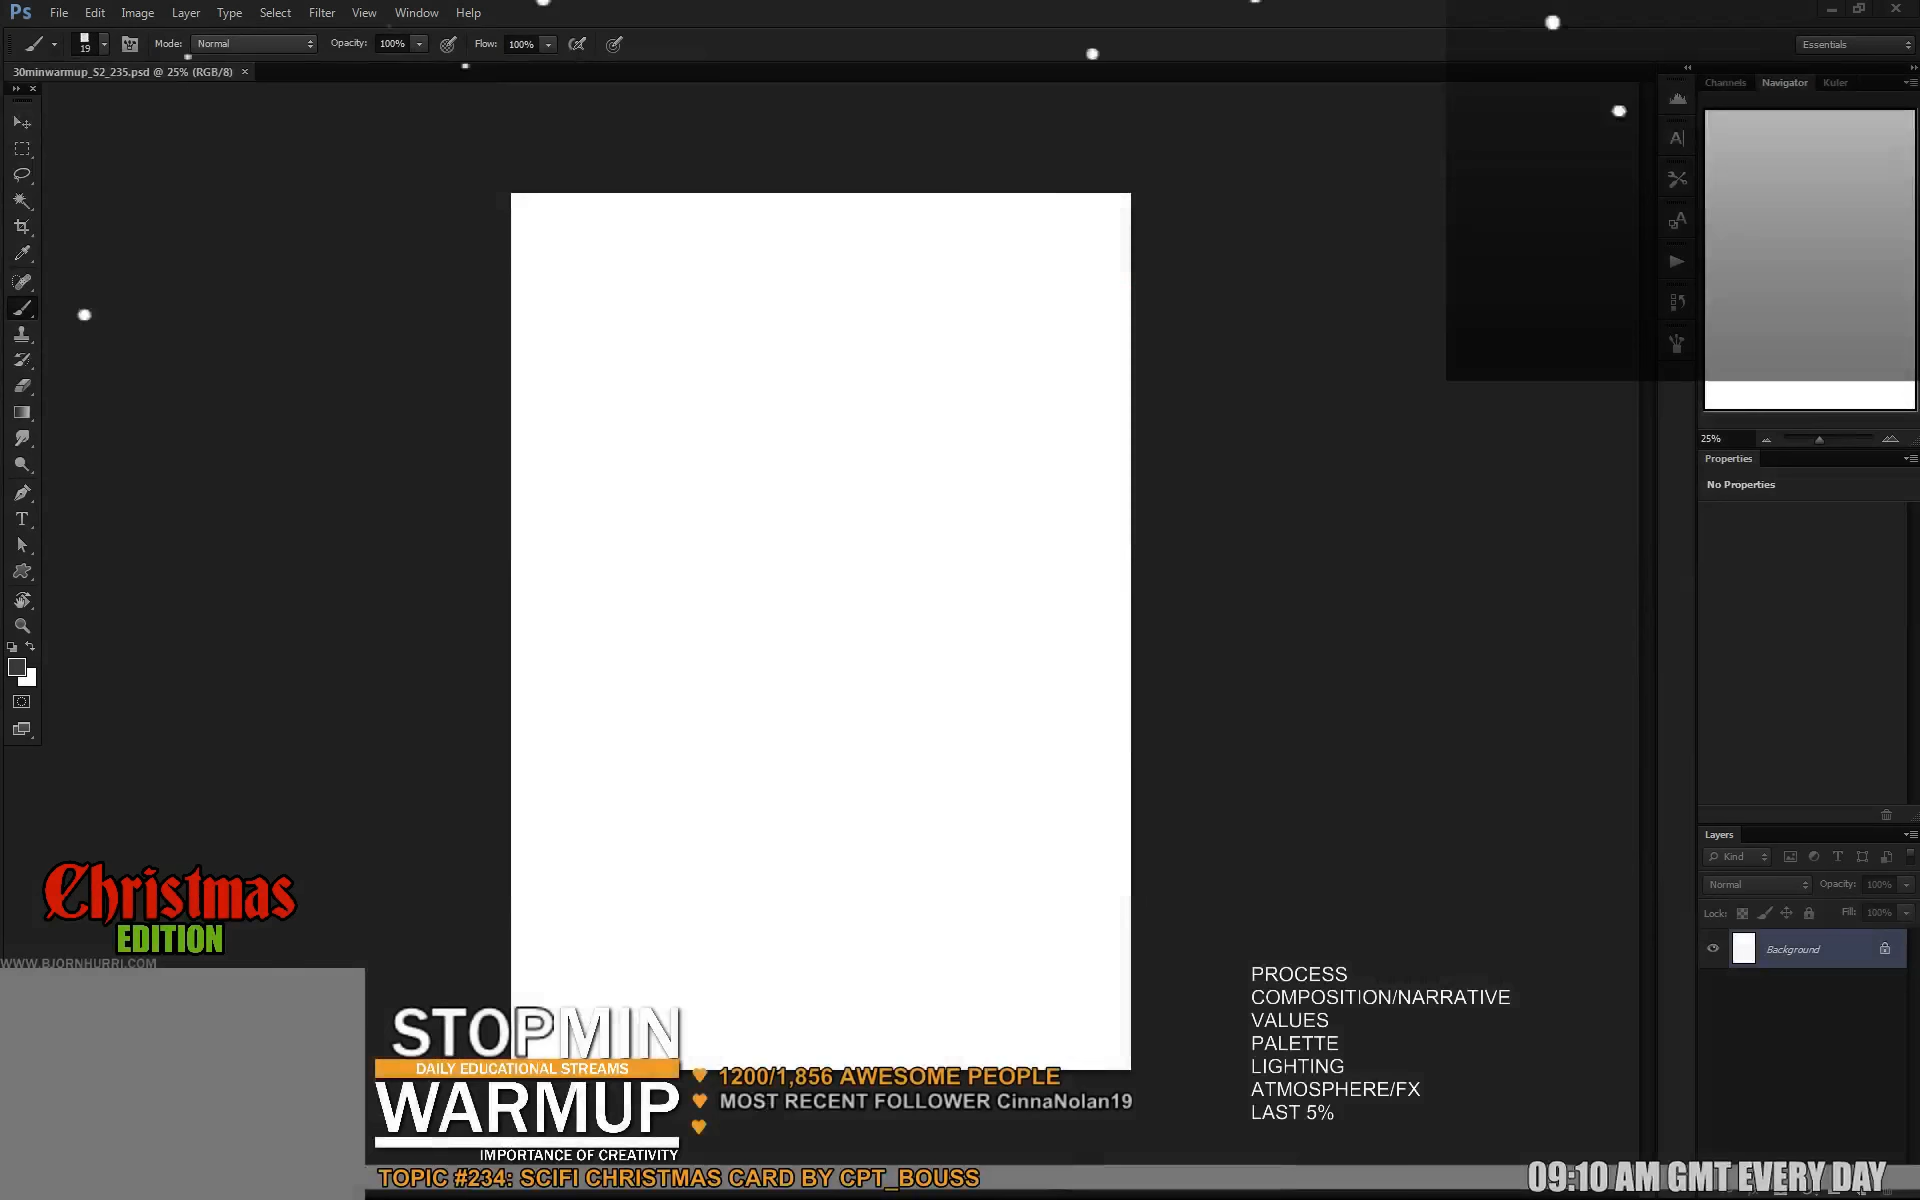 Ps File Edit Image Layer Type Select Filter View Window Help
19 Mode: Normal Opacity: 100% Flow: 100% Essentials
30minwarmup_S2_235.psd @ 25% (RGB/8) ×
Channels Navigator Kuler
25%
Properties
No Properties
Layers
Kind
Normal Opacity: 100%
Lock: Fill: 100%
Background
Christmas
EDITION
WWW.BJORNHURRI.COM
STOPMIN
DAILY EDUCATIONAL STREAMS
WARMUP
IMPORTANCE OF CREATIVITY
1200/1,856 AWESOME PEOPLE
MOST RECENT FOLLOWER CinnaNolan19
PROCESS
COMPOSITION/NARRATIVE
VALUES
PALETTE
LIGHTING
ATMOSPHERE/FX
LAST 5%
TOPIC #234: SCIFI CHRISTMAS CARD BY CPT_BOUSS
09:10 AM GMT EVERY DAY